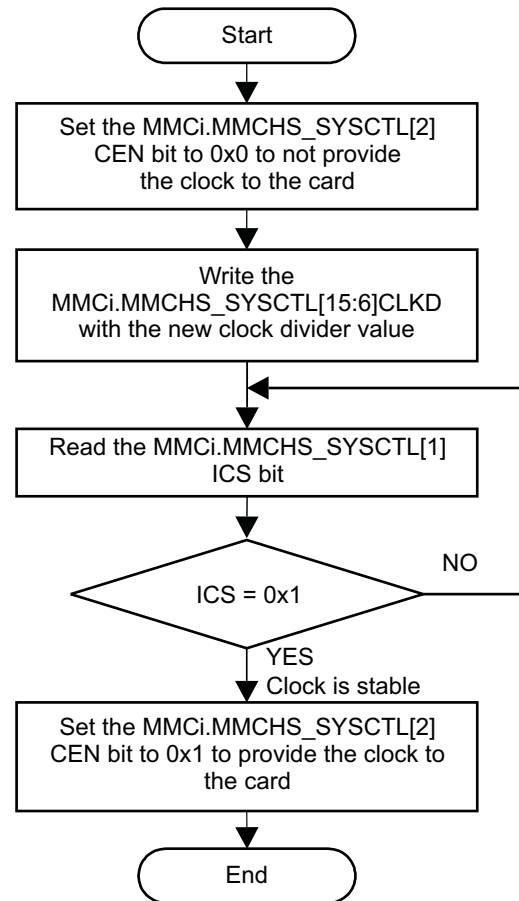 Start
Set the MMCi.MMCHS_SYSCTL[2]
CEN bit to 0x0 to not provide
the clock to the card
Write the
MMCi.MMCHS_SYSCTL[15:6]CLKD
with the new clock divider value
Read the MMCi.MMCHS_SYSCTL[1]
ICS bit
NO
ICS = 0x1
YES
Clock is stable
Set the MMCi.MMCHS_SYSCTL[2]
CEN bit to 0x1 to provide the clock to
the card
End